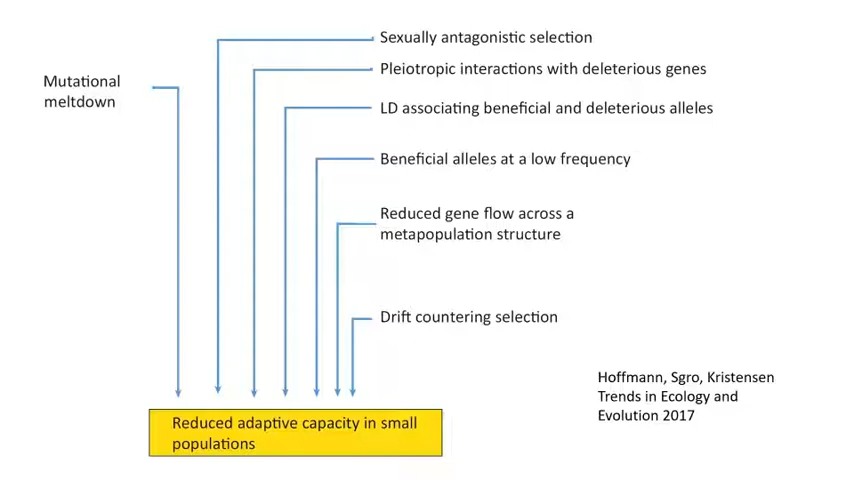 Sexually antagonistic selection
Pleiotropic interactions with deleterious genes
Mutational
meltdown
LD associating beneficial and deleterious alleles
Beneficial alleles at a low frequency
Reduced gene flow across a
metapopulation structure
Drift countering selection
Hoffmann, Sgro, Kristensen
Trends in Ecology and
Evolution 2017
Reduced adaptive capacity in small
populations